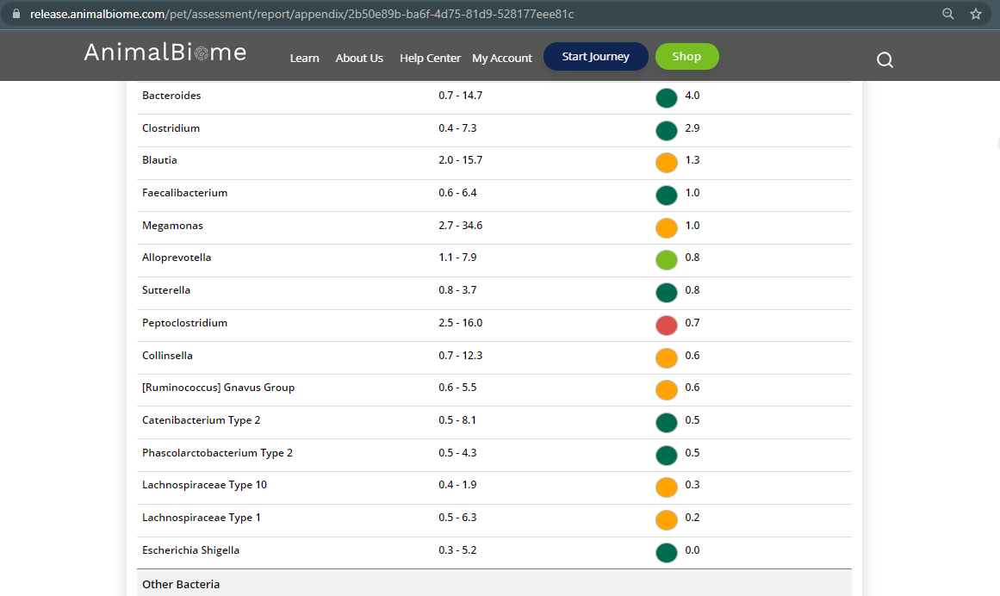 release.animalbiome.com/pet/assessment/report/appendix/2b50e89b-ba6f-4d75-81d9-528177eee81c
AnimalBiome Learn About Us Help Center My Account Start Journey Shop
Bacteroides 0.7 - 14.7 4.0
Clostridium 0.4 - 7.3 2.9
Blautia 2.0 - 15.7 1.3
Faecalibacterium 0.6 - 6.4 1.0
Megamonas 2.7 - 34.6 1.0
Alloprevotella 1.1 - 7.9 0.8
Sutterella 0.8 - 3.7 0.8
Peptoclostridium 2.5 - 16.0 0.7
Collinsella 0.7 - 12.3 0.6
[Ruminococcus] Gnavus Group 0.6 - 5.5 0.6
Catenibacterium Type 2 0.5 - 8.1 0.5
Phascolarctobacterium Type 2 0.5 - 4.3 0.5
Lachnospiraceae Type 10 0.4 - 1.9 0.3
Lachnospiraceae Type 1 0.5 - 6.3 0.2
Escherichia Shigella 0.3 - 5.2 0.0
Other Bacteria